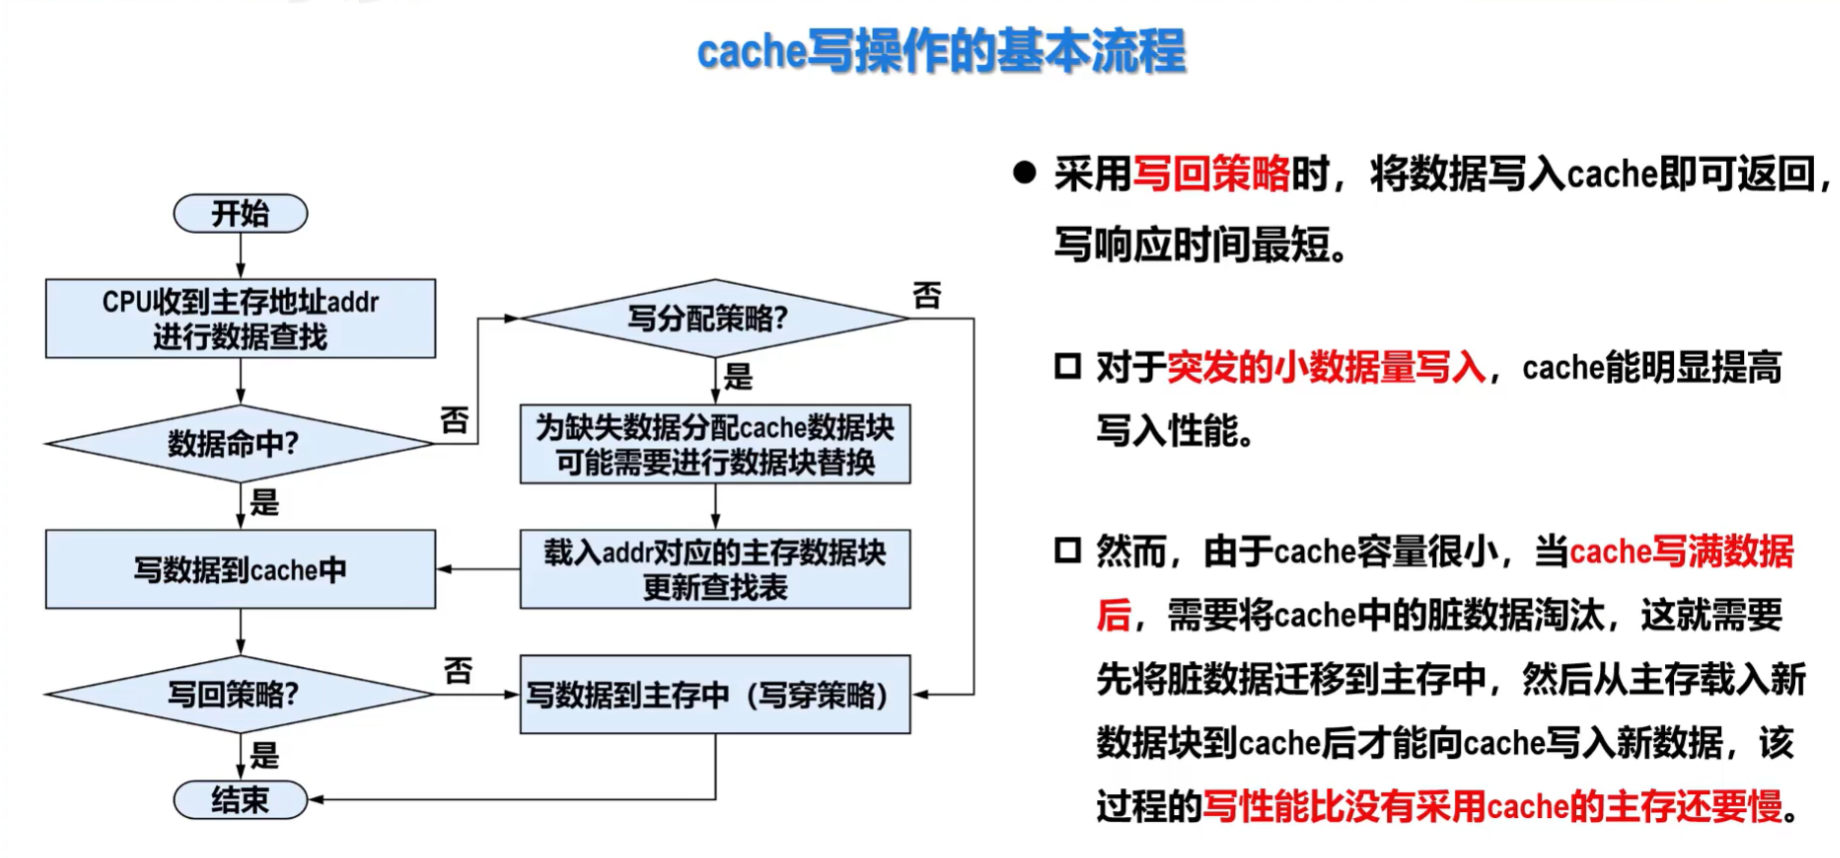 cache写操作的基本流程
开始
CPU收到主存地址addr
进行数据查找
数据命中?
否
是
写数据到cache中
写回策略?
否
是
结束
写分配策略?
否
是
为缺失数据分配cache数据块
可能需要进行数据块替换
载入addr对应的主存数据块
更新查找表
写数据到主存中（写穿策略）
● 采用写回策略时，将数据写入cache即可返回，
写响应时间最短。
对于突发的小数据量写入，cache能明显提高
写入性能。
然而，由于cache容量很小，当cache写满数据
后，需要将cache中的脏数据淘汰，这就需要
先将脏数据迁移到主存中，然后从主存载入新
数据块到cache后才能向cache写入新数据，该
过程的写性能比没有采用cache的主存还要慢。